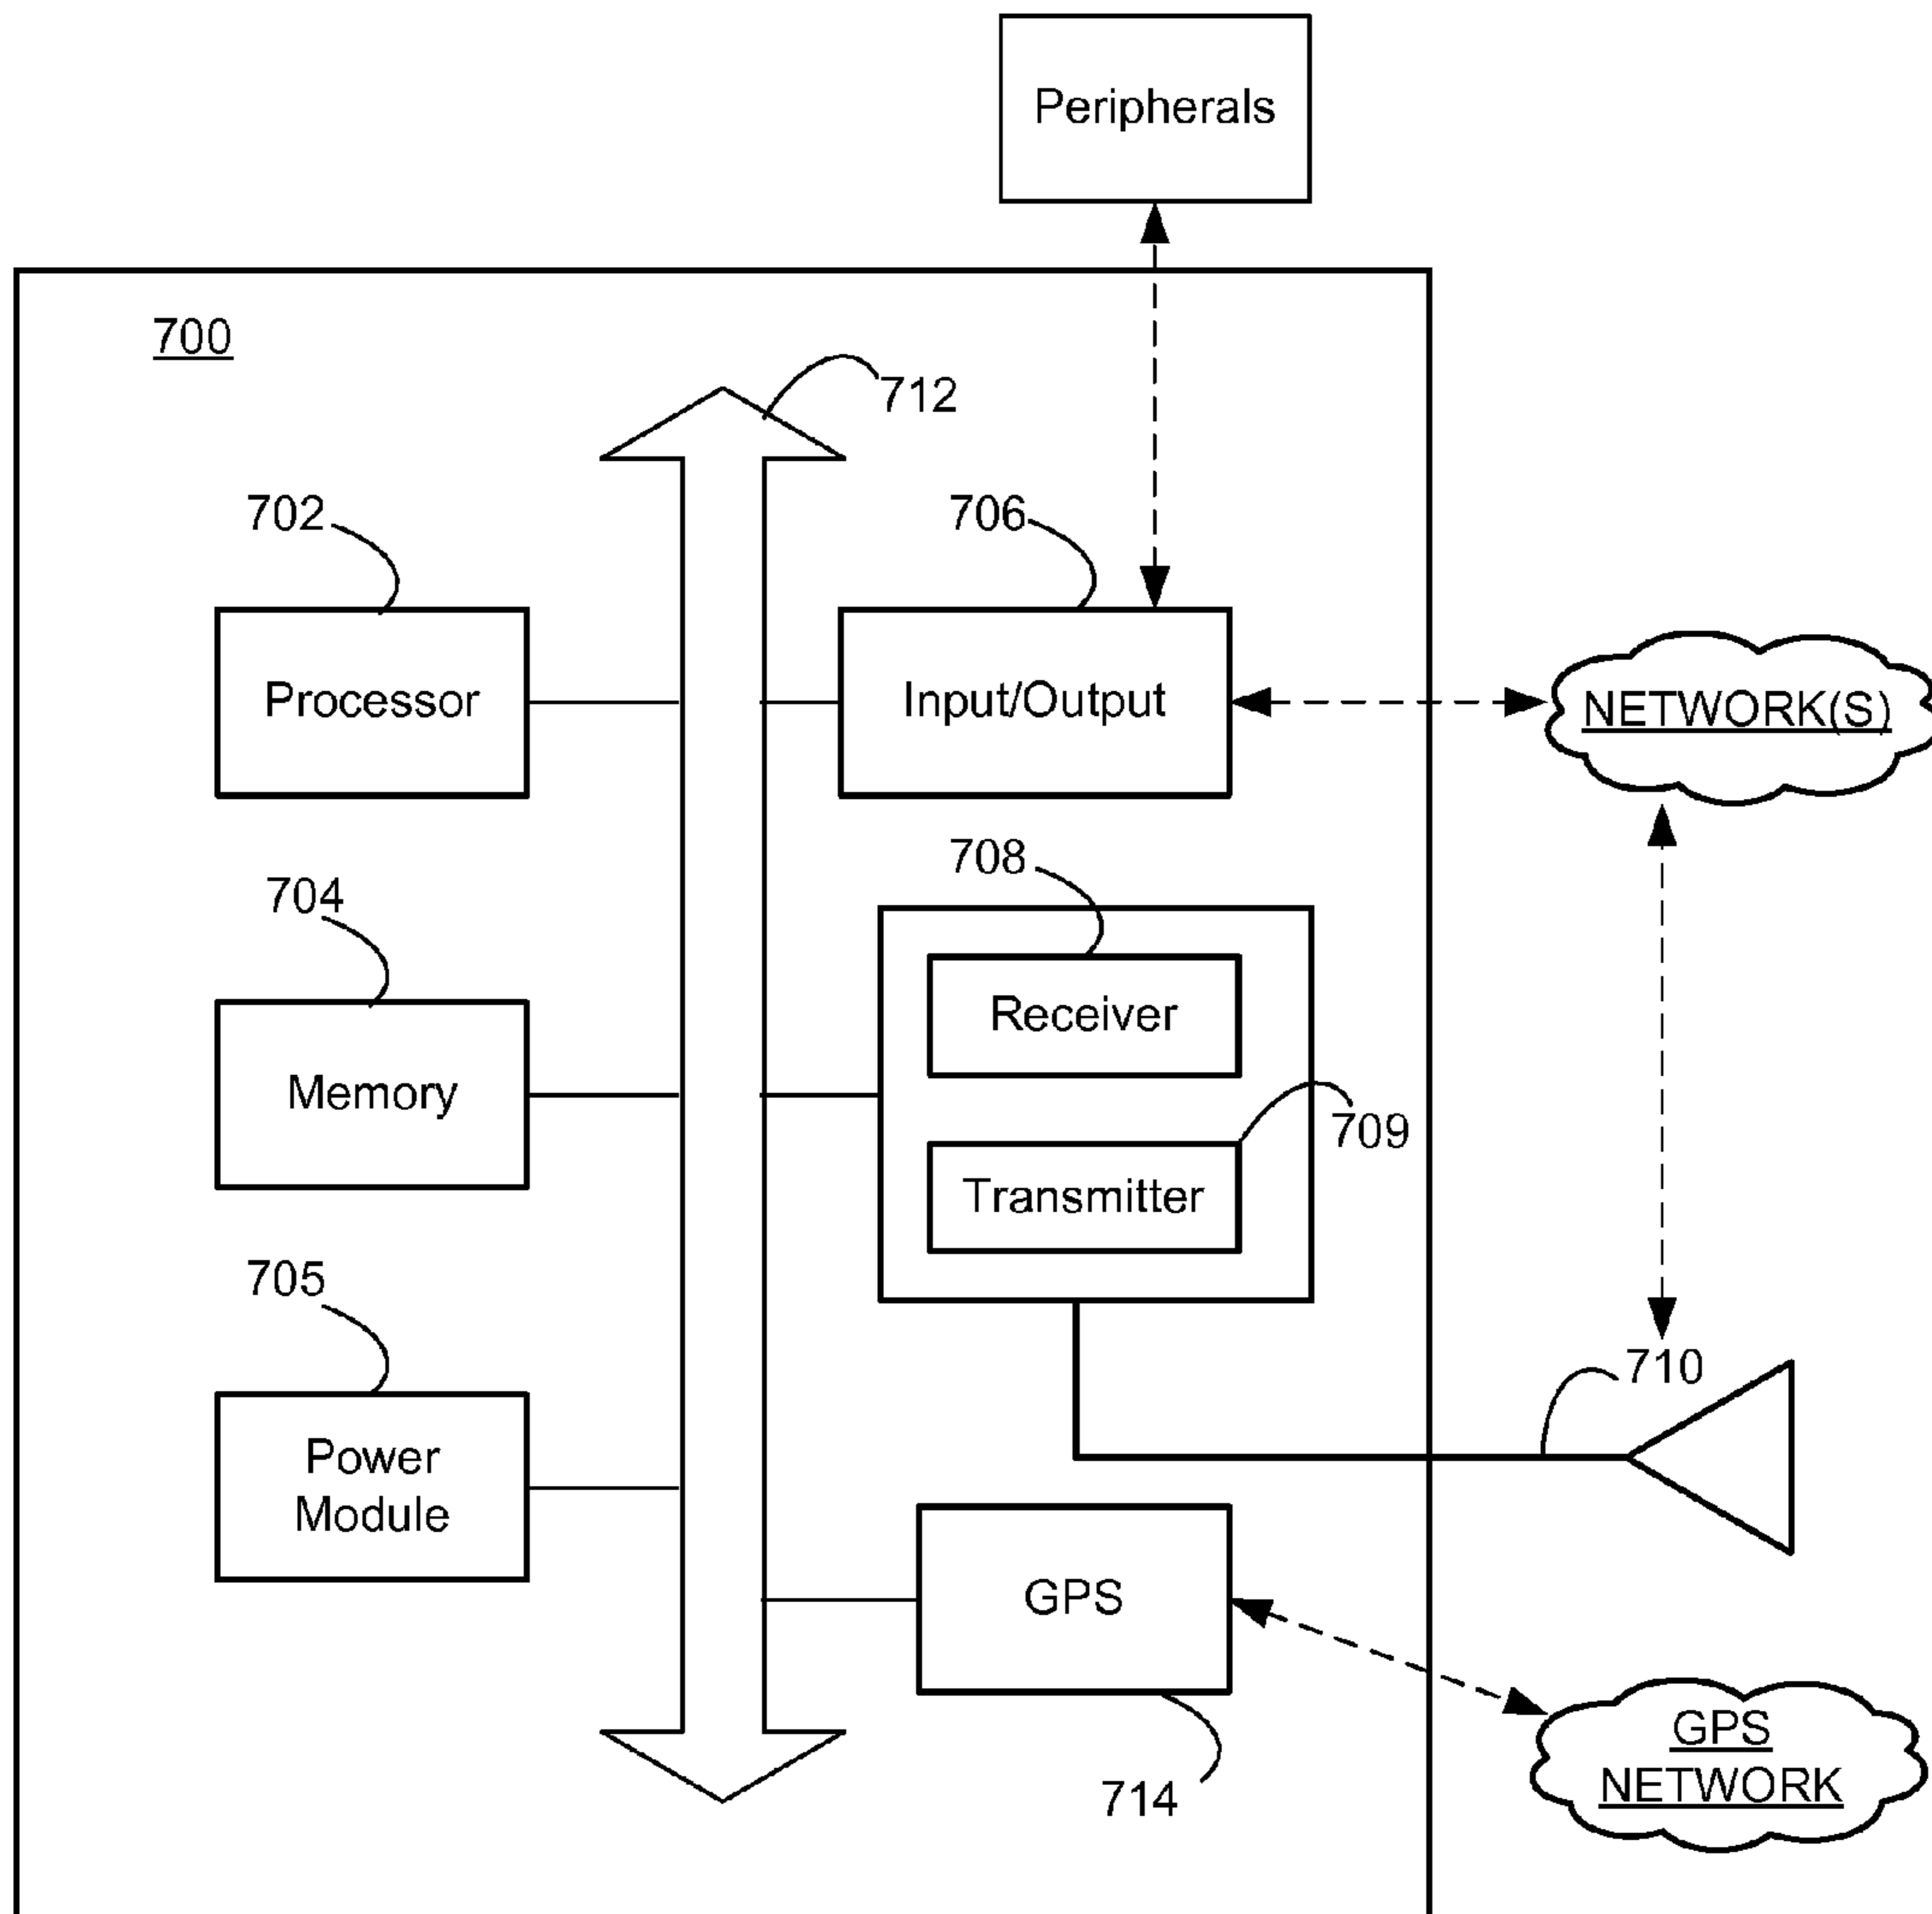 Peripherals
700
712
702
706
Processor
Input/Output
NETWORK(S)
708
704
Receiver
Memory
709
Transmitter
705
710
Power
Module
GPS
714
GPS
NETWORK